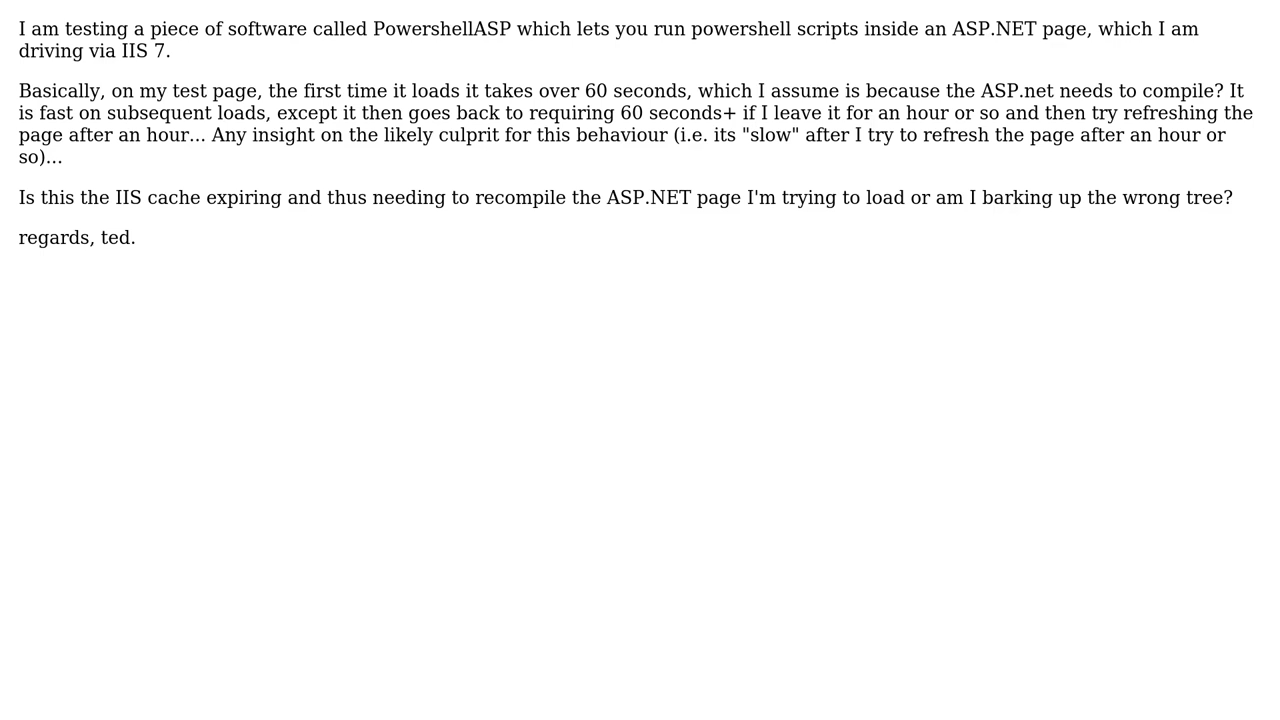 I am testing a piece of software called PowershellASP which lets you run powershell scripts inside an ASP.NET page, which I am
driving via IIS 7.
Basically, on my test page, the first time it loads it takes over 60 seconds, which I assume is because the ASP.net needs to compile? It
is fast on subsequent loads, except it then goes back to requiring 60 seconds+ if I leave it for an hour or so and then try refreshing the
page after an hour... Any insight on the likely culprit for this behaviour (i.e. its "slow" after I try to refresh the page after an hour or
so)...
Is this the IIS cache expiring and thus needing to recompile the ASP.NET page I'm trying to load or am I barking up the wrong tree?
regards, ted.